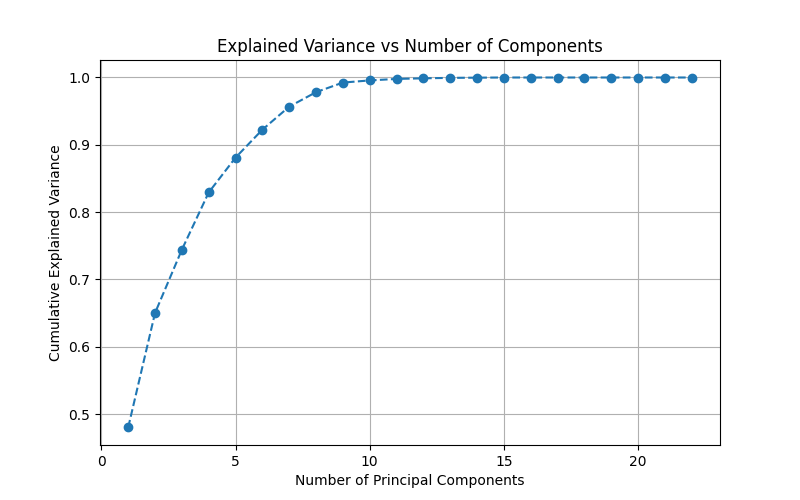 Explained Variance vs Number of Components
Cumulative Explained Variance
1.0
0.9
0.8
0.7
0.6
0.5
0 5 10 15 20
Number of Principal Components